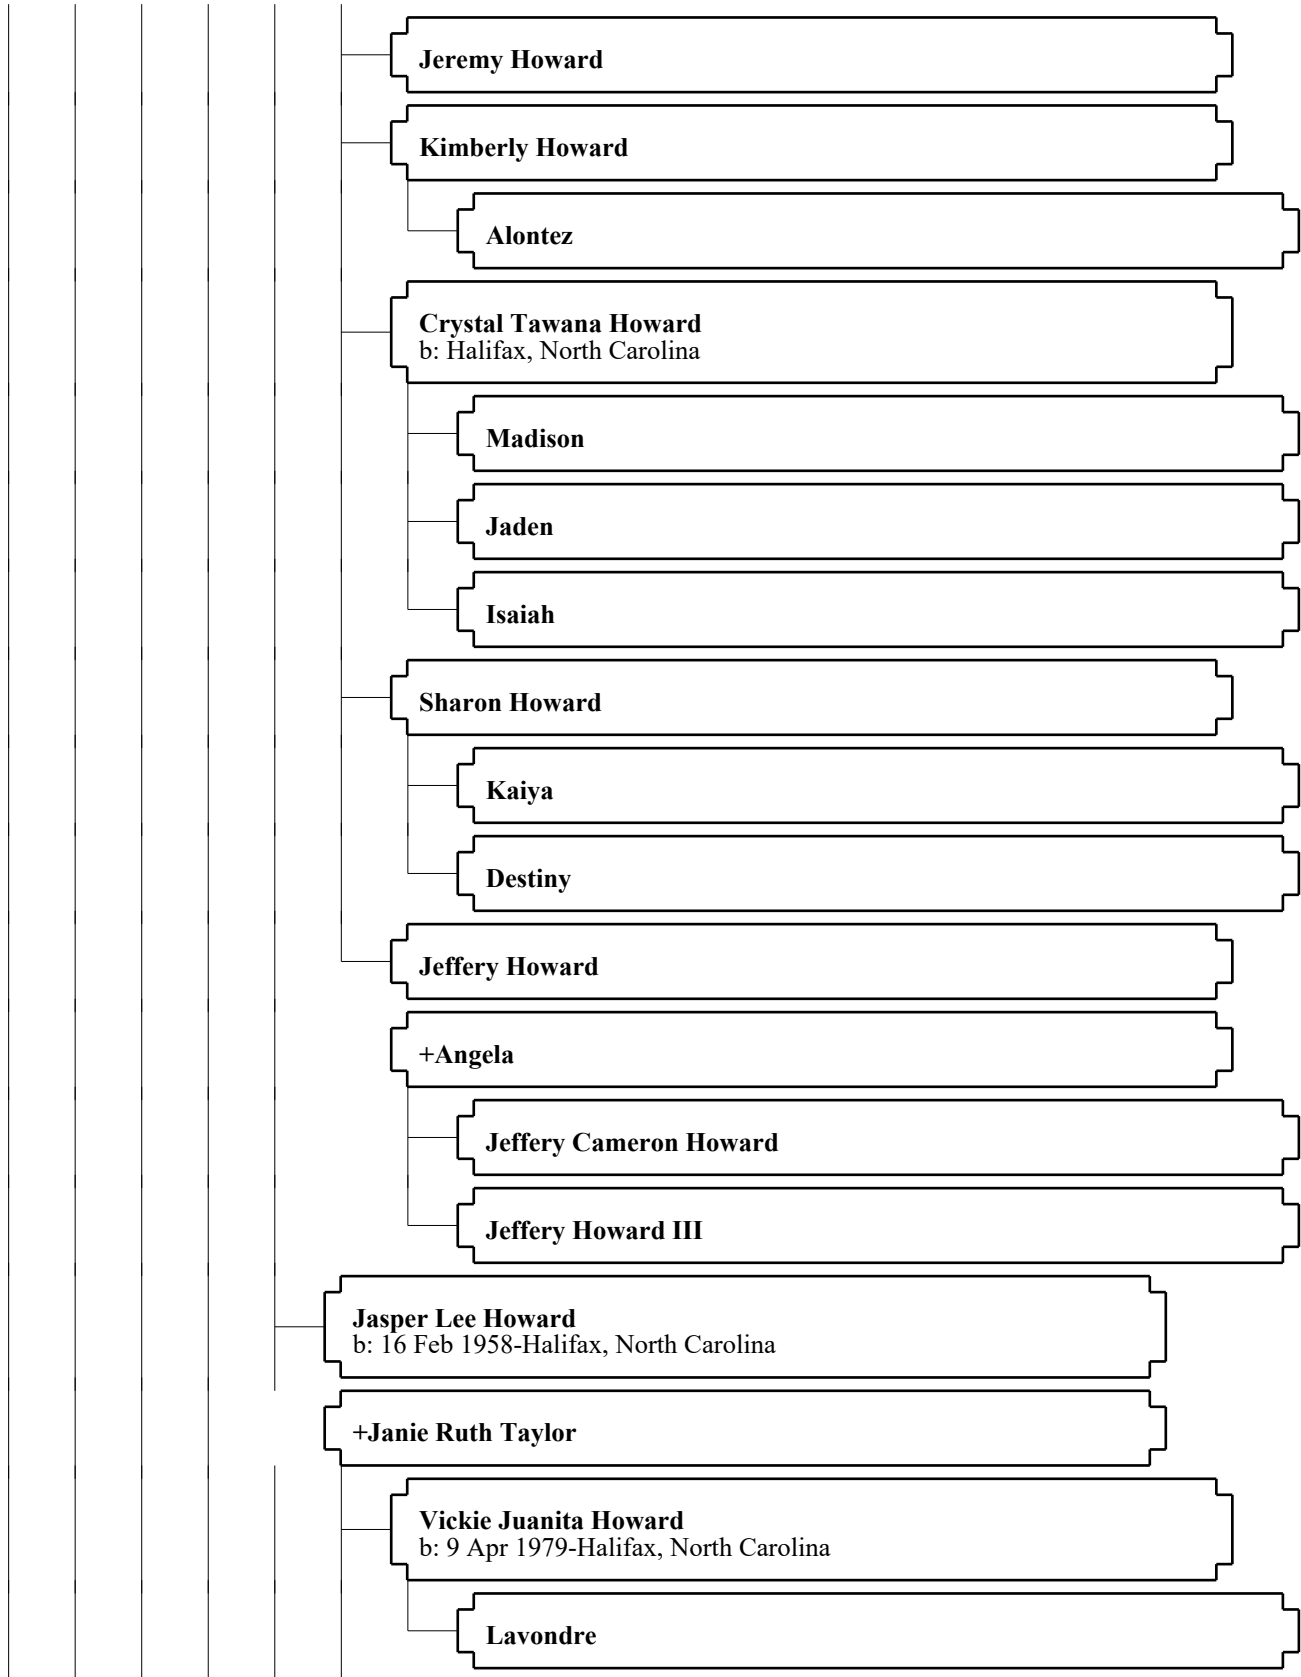 Jeremy Howard
Kimberly Howard
Alontez
Crystal Tawana Howard
b: Halifax, North Carolina
Madison
Jaden
Isaiah
Sharon Howard
Kaiya
Destiny
Jeffery Howard
+Angela
Jeffery Cameron Howard
Jeffery Howard III
Jasper Lee Howard
b: 16 Feb 1958-Halifax, North Carolina
+Janie Ruth Taylor
Vickie Juanita Howard
b: 9 Apr 1979-Halifax, North Carolina
Lavondre